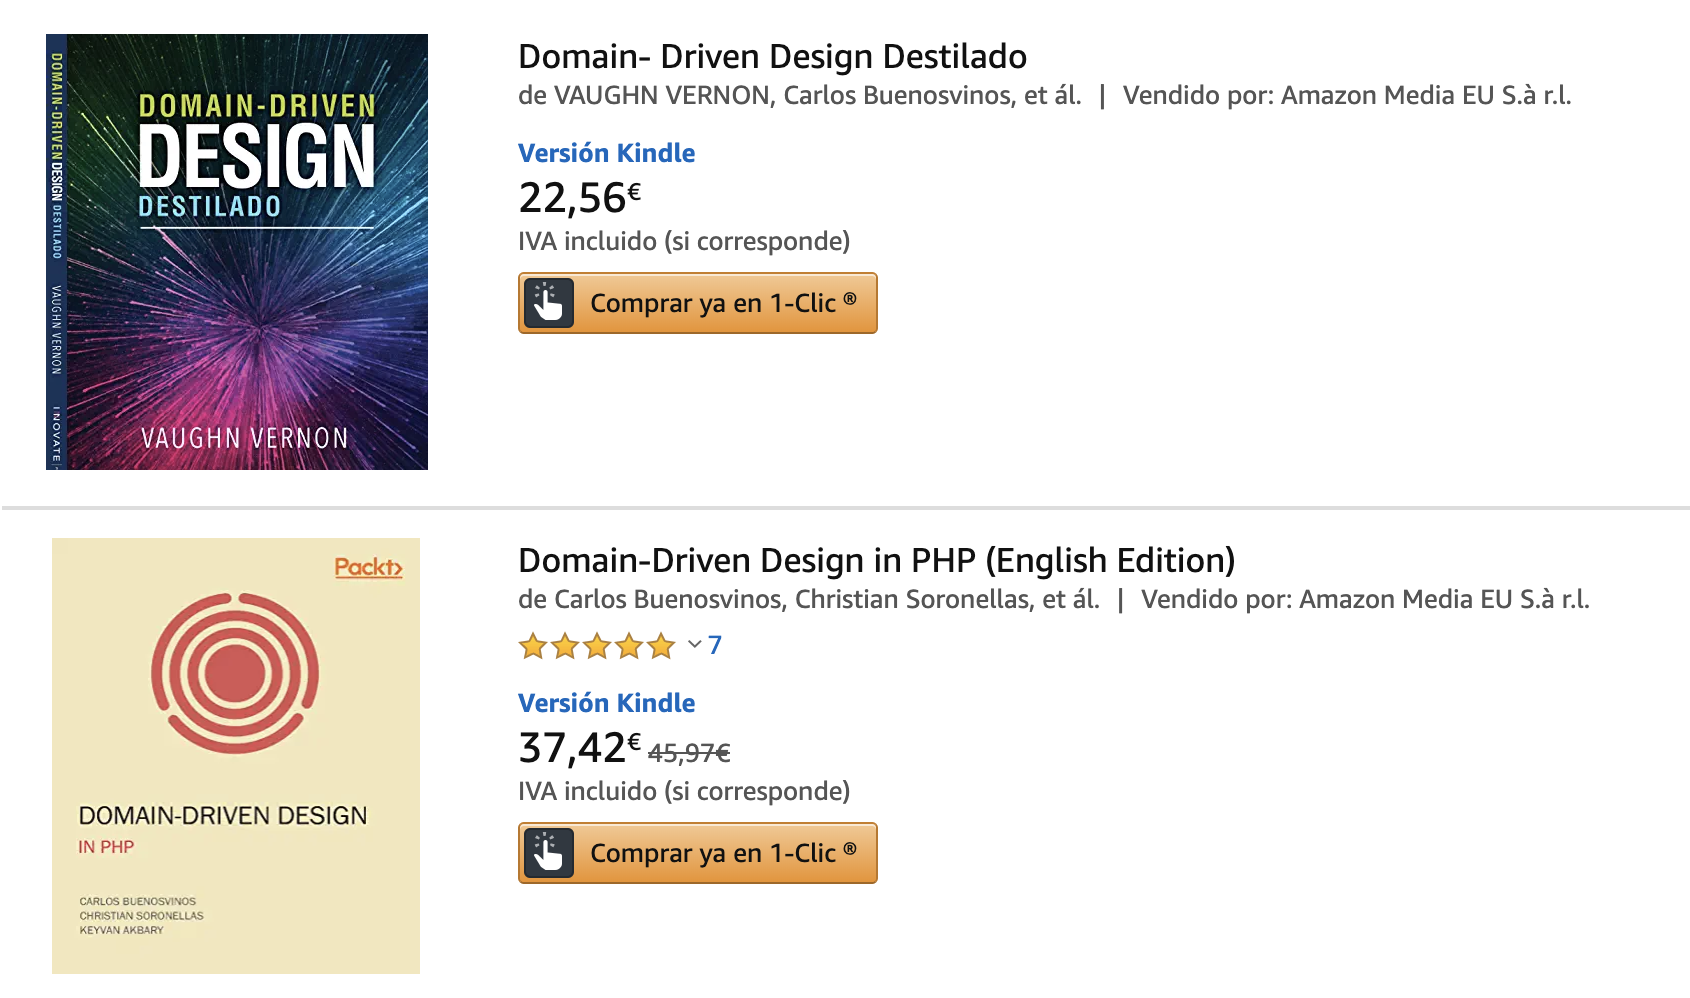 DOMAIN-DRIVEN DESIGN DESTILADO VAUGHN VERNON INOVATE
DOMAIN-DRIVEN
DESIGN
DESTILADO
VAUGHN VERNON
Domain- Driven Design Destilado
de VAUGHN VERNON, Carlos Buenosvinos, et ál. | Vendido por: Amazon Media EU S.à r.l.
Versión Kindle
22,56€
IVA incluido (si corresponde)
Comprar ya en 1-Clic ®
Packt>
DOMAIN-DRIVEN DESIGN
IN PHP
CARLOS BUENOSVINOS
CHRISTIAN SORONELLAS
KEYVAN AKBARY
Domain-Driven Design in PHP (English Edition)
de Carlos Buenosvinos, Christian Soronellas, et ál. | Vendido por: Amazon Media EU S.à r.l.
7
Versión Kindle
37,42€ 45,97€
IVA incluido (si corresponde)
Comprar ya en 1-Clic ®